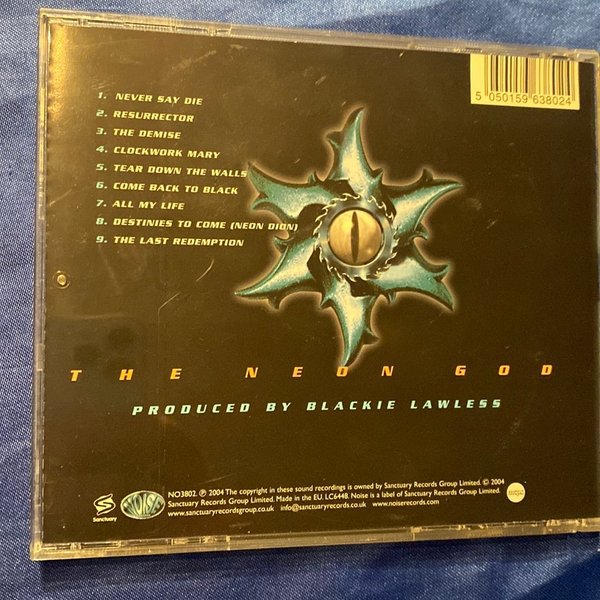 5 050159 638024
1. NEVER SAY DIE
2. RESURRECTOR
3. THE DEMISE
4. CLOCKWORK MARY
5. TEAR DOWN THE WALLS
6. COME BACK TO BLACK
7. ALL MY LIFE
8. DESTINIES TO COME (NEON DION)
9. THE LAST REDEMPTION
THE NEON GOD
PRODUCED BY BLACKIE LAWLESS
Sanctuary
NOISE
NO3802. ℗ 2004 The copyright in these sound recordings is owned by Sanctuary Records Group Limited. © 2004
Sanctuary Records Group Limited. Made in the EU. LC6448. Noise is a label of Sanctuary Records Group Limited.
www.sanctuaryrecordsgroup.co.uk info@sanctuaryrecords.co.uk www.noiserecords.com